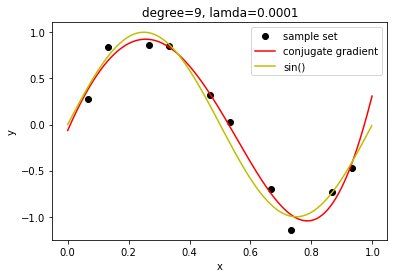 degree=9, lamda=0.0001
sample set
conjugate gradient
sin()
1.0
0.5
0.0
−0.5
−1.0
y
0.0 0.2 0.4 0.6 0.8 1.0
x